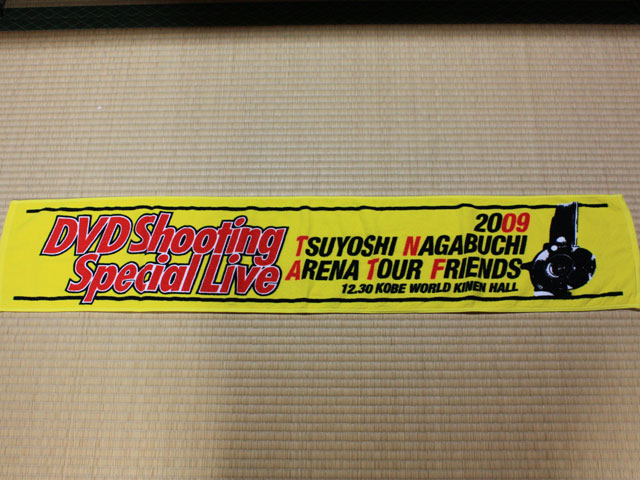 DVD Shooting
Special Live
2009
TSUYOSHI NAGABUCHI
ARENA TOUR FRIENDS
12.30 KOBE WORLD KINEN HALL